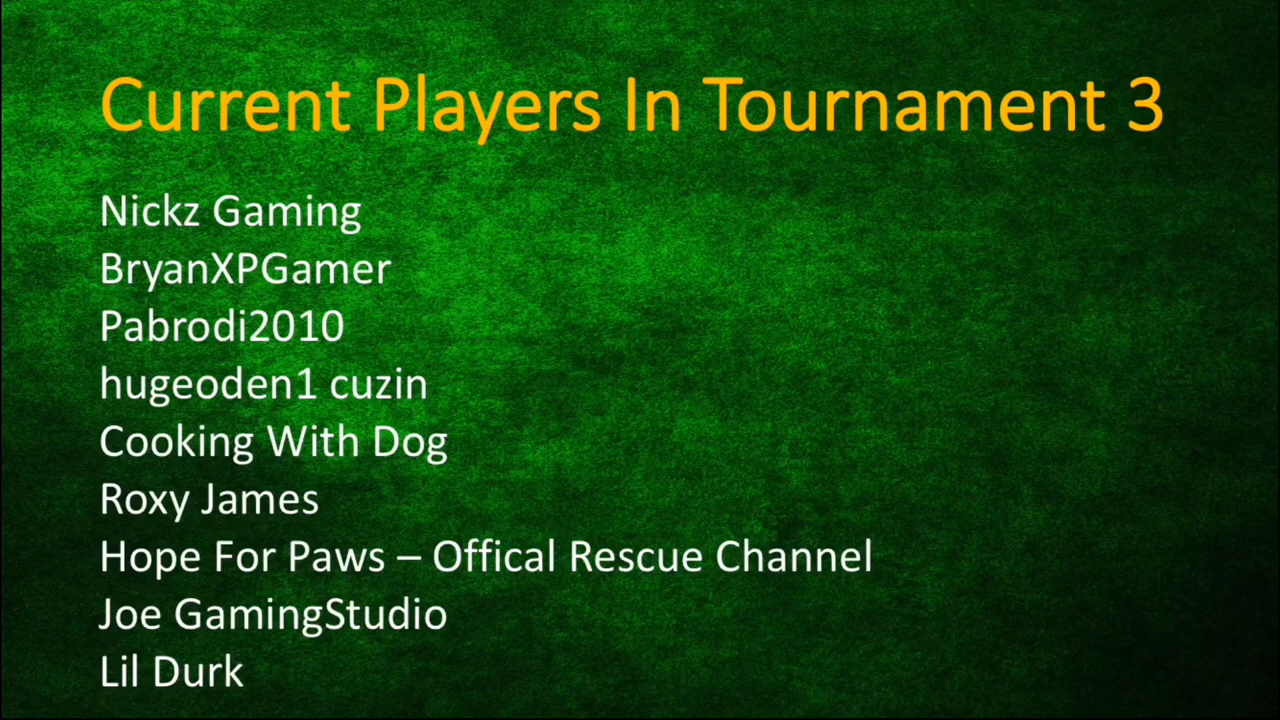 Current Players In Tournament 3
Nickz Gaming
BryanXPGamer
Pabrodi2010
hugeoden1 cuzin
Cooking With Dog
Roxy James
Hope For Paws – Offical Rescue Channel
Joe GamingStudio
Lil Durk